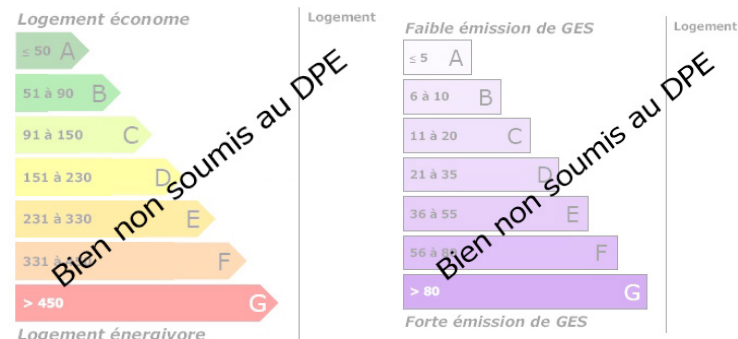 Logement économe
Logement
≤ 50 A
51 à 90 B
91 à 150 C
151 à 230 D
231 à 330 E
331 à F
> 450 G
Logement énergivore
Bien non soumis au DPE
Faible émission de GES
Logement
≤ 5 A
6 à 10 B
11 à 20 C
21 à 35 D
36 à 55 E
56 à 80 F
> 80 G
Forte émission de GES
Bien non soumis au DPE